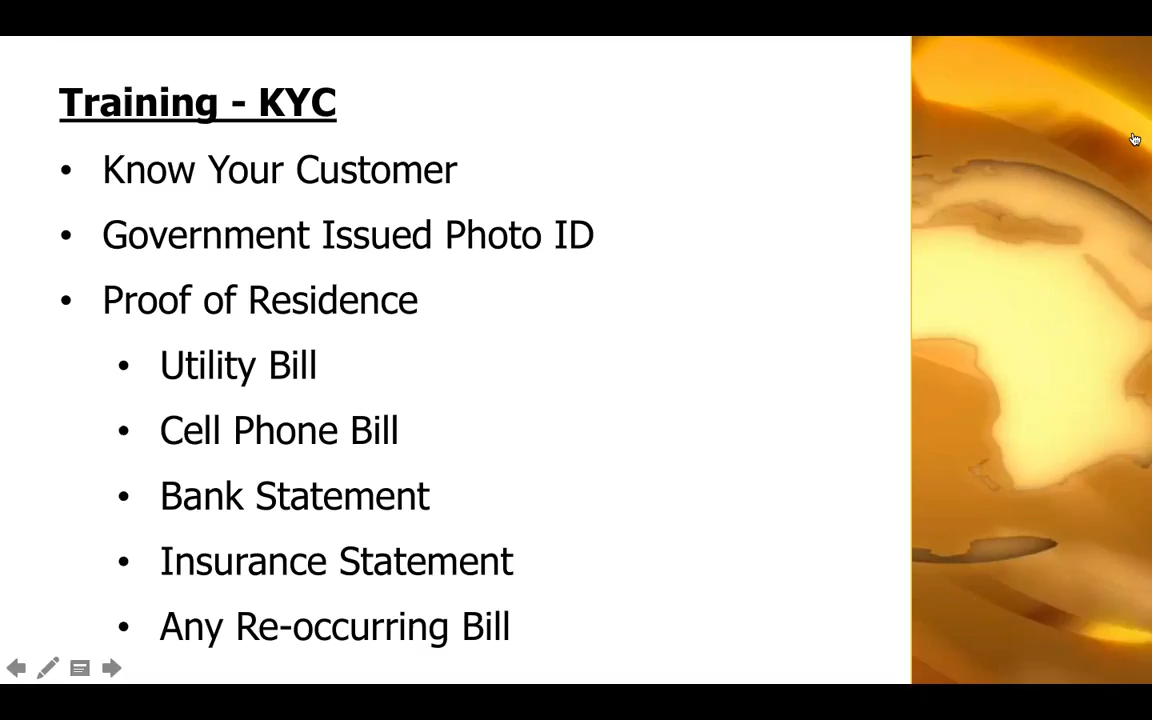 Training - KYC
Know Your Customer
Government Issued Photo ID
Proof of Residence
Utility Bill
Cell Phone Bill
Bank Statement
Insurance Statement
Any Re-occurring Bill